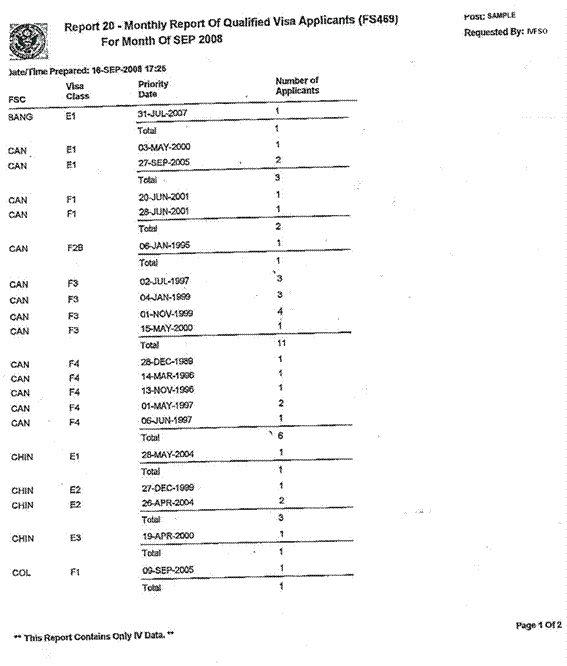 Report 20 - Monthly Report Of Qualified Visa Applicants (FS469)
For Month Of SEP 2008
Post: SAMPLE
Requested By: IVFSO
Date/Time Prepared: 16-SEP-2008 17:25
FSC Visa Class Priority Date Number of Applicants
BANG E1 31-JUL-2007 1
Total 1
CAN E1 03-MAY-2000 1
CAN E1 27-SEP-2005 2
Total 3
CAN F1 20-JUN-2001 1
CAN F1 28-JUN-2001 1
Total 2
CAN F2B 06-JAN-1995 1
Total 1
CAN F3 02-JUL-1997 3
CAN F3 04-JAN-1999 3
CAN F3 01-NOV-1999 4
CAN F3 15-MAY-2000 1
Total 11
CAN F4 28-DEC-1989 1
CAN F4 14-MAR-1996 1
CAN F4 13-NOV-1996 1
CAN F4 01-MAY-1997 2
CAN F4 06-JUN-1997 1
Total 6
CHIN E1 28-MAY-2004 1
Total 1
CHIN E2 27-DEC-1999 1
CHIN E2 26-APR-2004 2
Total 3
CHIN E3 19-APR-2000 1
Total 1
COL F1 09-SEP-2005 1
Total 1
Page 1 Of 2
** This Report Contains Only IV Data. **